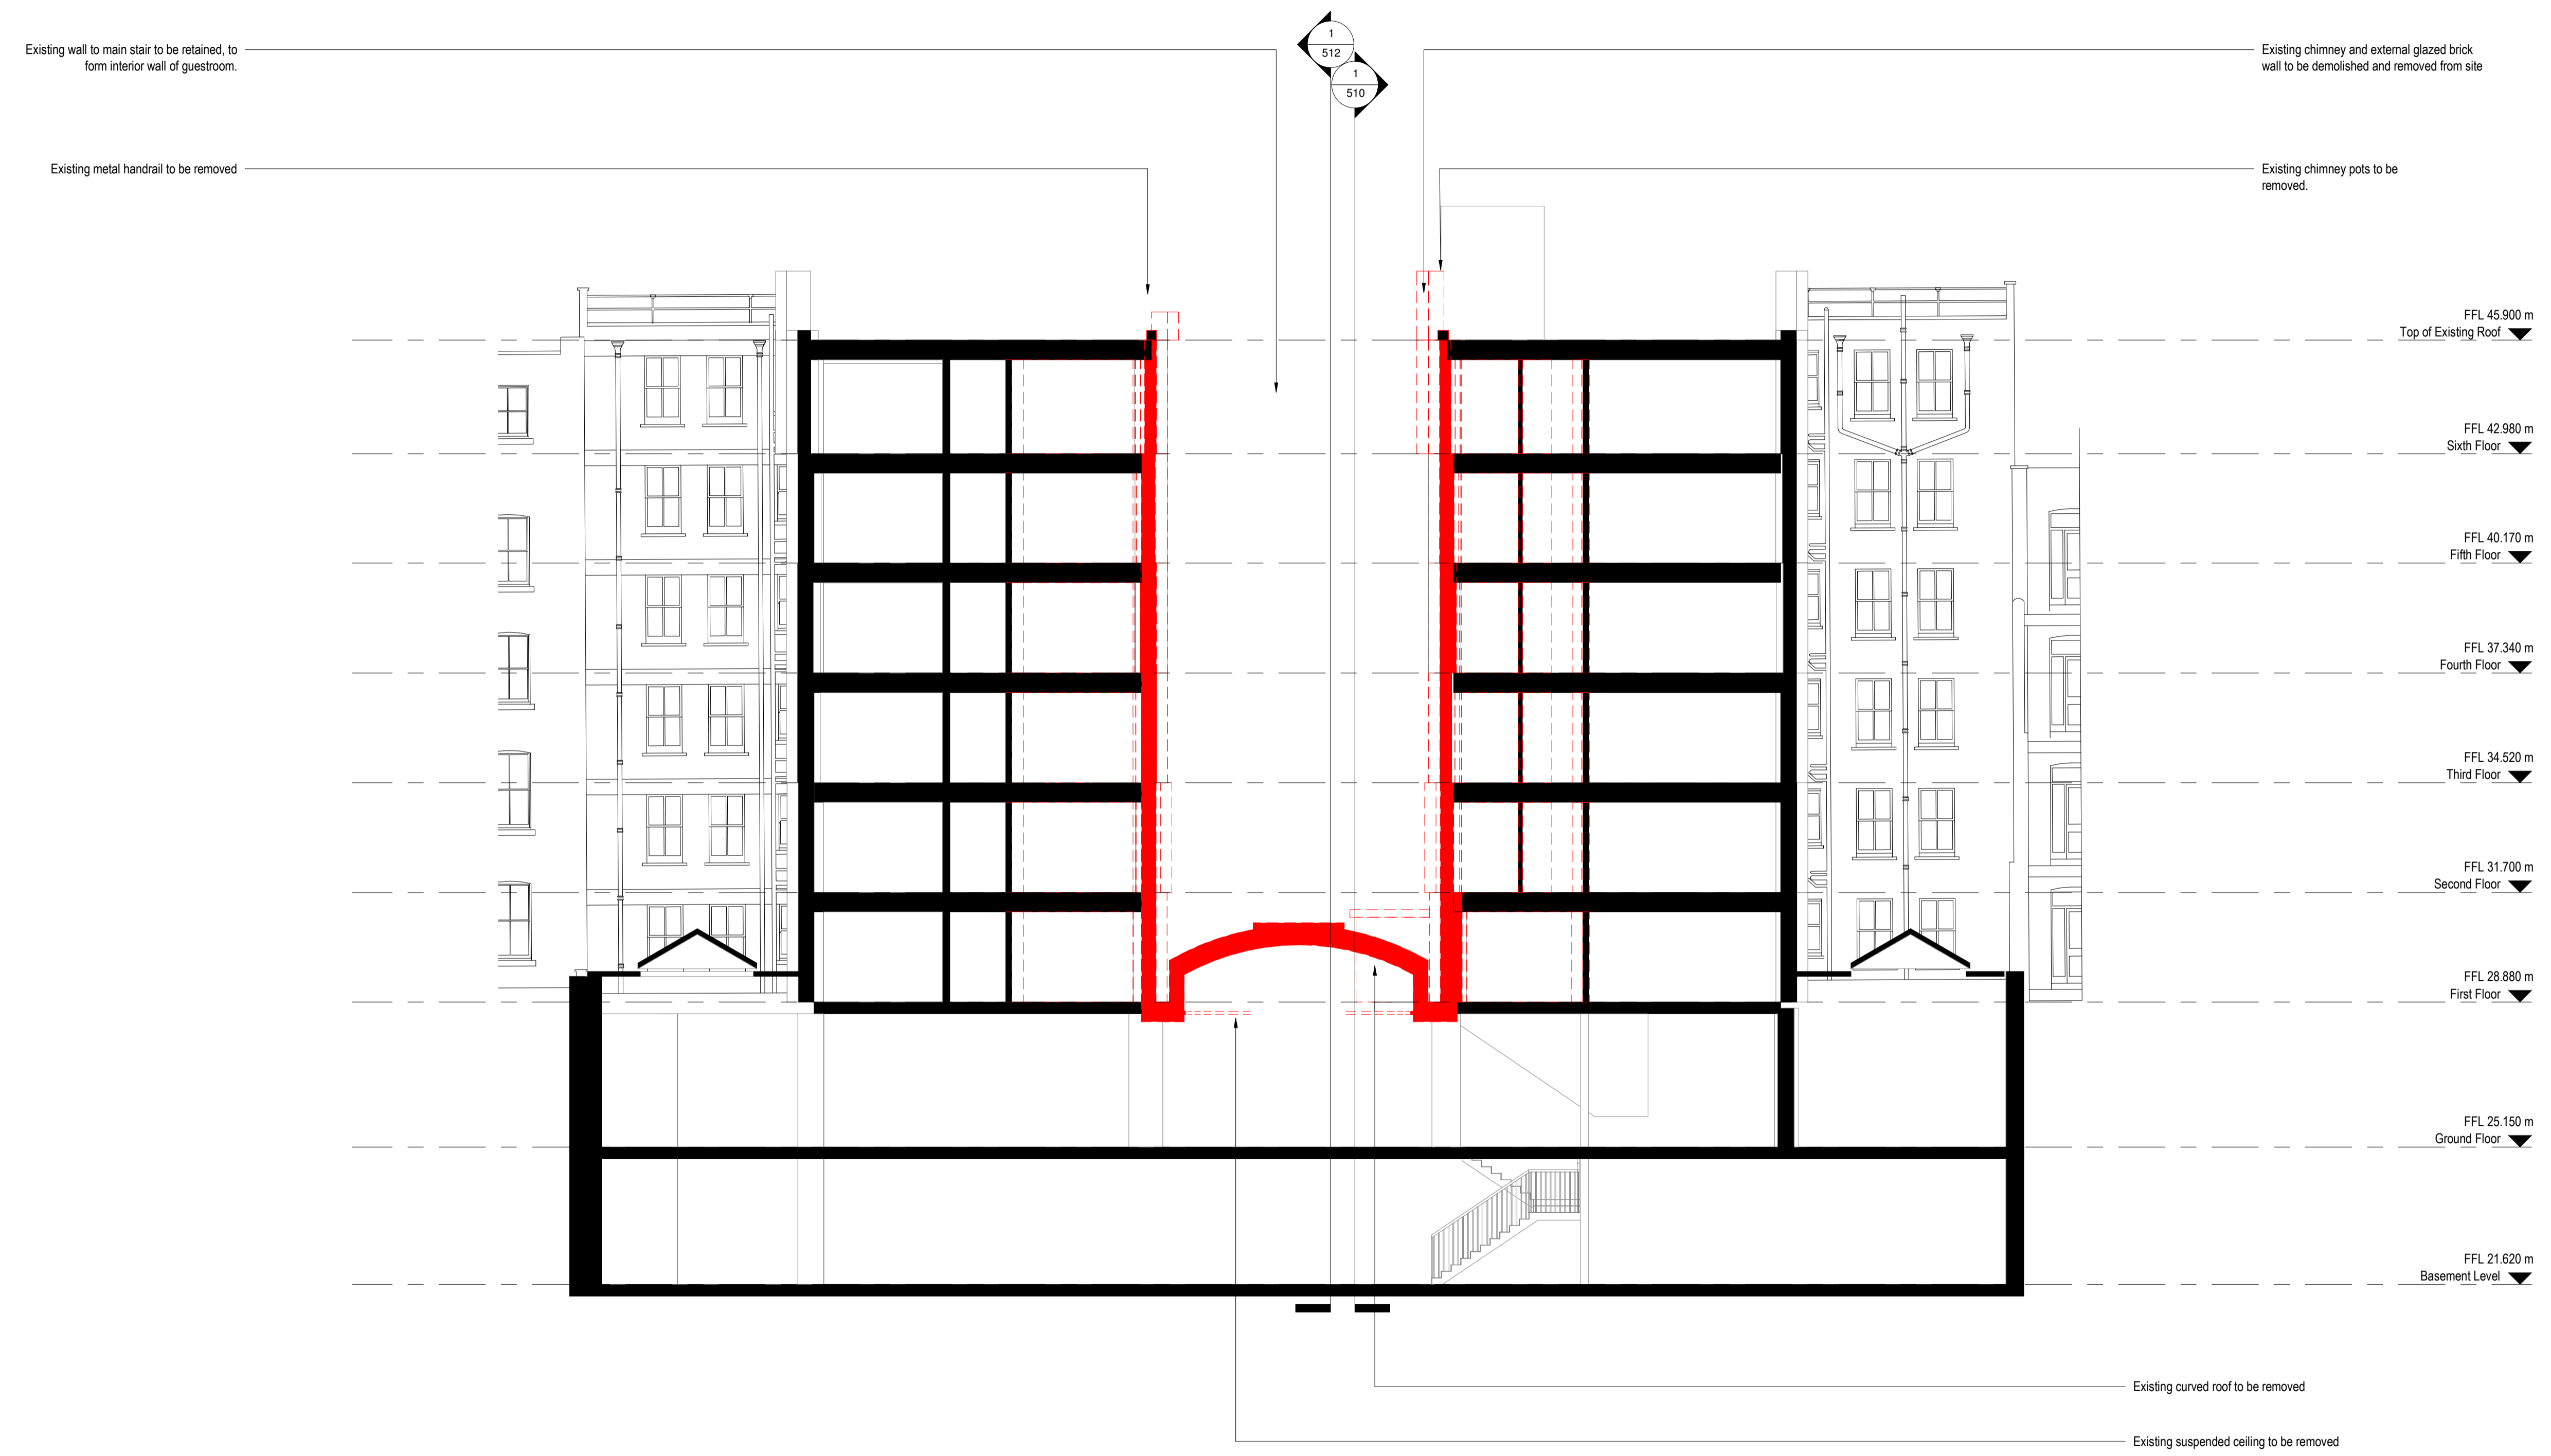 Existing wall to main stair to be retained, to
form interior wall of guestroom.
1
512
1
510
Existing chimney and external glazed brick
wall to be demolished and removed from site
Existing metal handrail to be removed
Existing chimney pots to be
removed.
FFL 45.900 m
Top of Existing Roof
FFL 42.980 m
Sixth Floor
FFL 40.170 m
Fifth Floor
FFL 37.340 m
Fourth Floor
FFL 34.520 m
Third Floor
FFL 31.700 m
Second Floor
FFL 28.880 m
First Floor
FFL 25.150 m
Ground Floor
FFL 21.620 m
Basement Level
Existing curved roof to be removed
Existing suspended ceiling to be removed